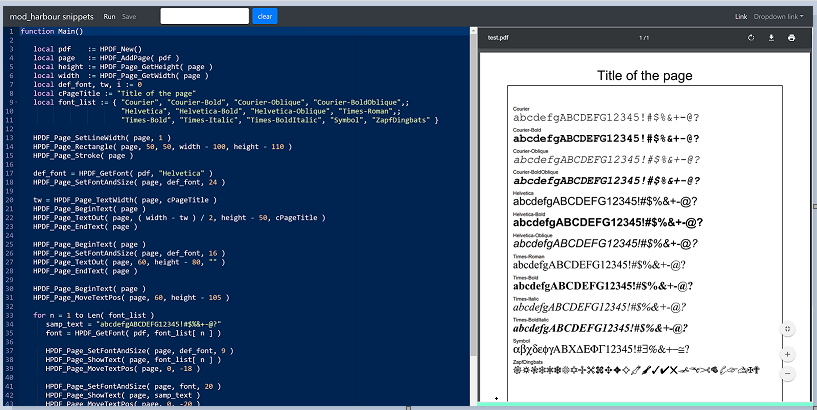 mod_harbour snippets Run Save clear Link Dropdown link
1 function Main()
2
3 local pdf := HPDF_New()
4 local page := HPDF_AddPage( pdf )
5 local height := HPDF_Page_GetHeight( page )
6 local width := HPDF_Page_GetWidth( page )
7 local def_font, tw, i := 0
8 local cPageTitle := "Title of the page"
9 local font_list := { "Courier", "Courier-Bold", "Courier-Oblique", "Courier-BoldOblique",;
10 "Helvetica", "Helvetica-Bold", "Helvetica-Oblique", "Times-Roman",;
11 "Times-Bold", "Times-Italic", "Times-BoldItalic", "Symbol", "ZapfDingbats" }
12
13 HPDF_Page_SetLineWidth( page, 1 )
14 HPDF_Page_Rectangle( page, 50, 50, width - 100, height - 110 )
15 HPDF_Page_Stroke( page )
16
17 def_font := HPDF_GetFont( pdf, "Helvetica" )
18 HPDF_Page_SetFontAndSize( page, def_font, 24 )
19
20 tw := HPDF_Page_TextWidth( page, cPageTitle )
21 HPDF_Page_BeginText( page )
22 HPDF_Page_TextOut( page, ( width - tw ) / 2, height - 50, cPageTitle )
23 HPDF_Page_EndText( page )
24
25 HPDF_Page_BeginText( page )
26 HPDF_Page_SetFontAndSize( page, def_font, 16 )
27 HPDF_Page_TextOut( page, 60, height - 80, "" )
28 HPDF_Page_EndText( page )
29
30 HPDF_Page_BeginText( page )
31 HPDF_Page_MoveTextPos( page, 60, height - 105 )
32
33 for n = 1 to Len( font_list )
34 samp_text = "abcdefgABCDEFG12345!#$%&+-@?"
35 font = HPDF_GetFont( pdf, font_list[ n ] )
36
37 HPDF_Page_SetFontAndSize( page, def_font, 9 )
38 HPDF_Page_ShowText( page, font_list[ n ] )
39 HPDF_Page_MoveTextPos( page, 0, -18 )
40
41 HPDF_Page_SetFontAndSize( page, font, 20 )
42 HPDF_Page_ShowText( page, samp_text )
43 HPDF_Page_MoveTextPos( page, 0, -20 )
test.pdf 1 / 1
Title of the page
Courier
abcdefgABCDEFG12345!#$%&+-@?
Courier-Bold
abcdefgABCDEFG12345!#$%&+-@?
Courier-Oblique
abcdefgABCDEFG12345!#$%&+-@?
Courier-BoldOblique
abcdefgABCDEFG12345!#$%&+-@?
Helvetica
abcdefgABCDEFG12345!#$%&+-@?
Helvetica-Bold
abcdefgABCDEFG12345!#$%&+-@?
Helvetica-Oblique
abcdefgABCDEFG12345!#$%&+-@?
Times-Roman
abcdefgABCDEFG12345!#$%&+-@?
Times-Bold
abcdefgABCDEFG12345!#$%&+-@?
Times-Italic
abcdefgABCDEFG12345!#$%&+-@?
Times-BoldItalic
abcdefgABCDEFG12345!#$%&+-@?
Symbol
αβχδεφγΑΒΧΔΕΦΓ12345!#∃%&+−≅?
ZapfDingbats